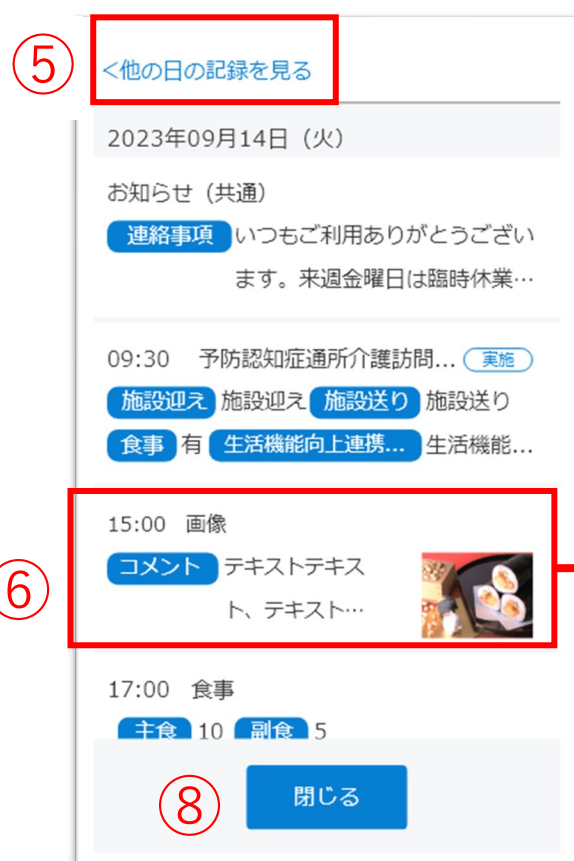 ⑤ <他の日の記録を見る
2023年09月14日（火）
お知らせ（共通）
連絡事項 いつもご利用ありがとうござい
ます。来週金曜日は臨時休業…
09:30 予防認知症通所介護訪問... 実施
施設迎え 施設迎え 施設送り 施設送り
食事 有 生活機能向上連携... 生活機能...
15:00 画像
コメント テキストテキス
⑥ ト、テキスト…
17:00 食事
主食 10 副食 5
⑧ 閉じる